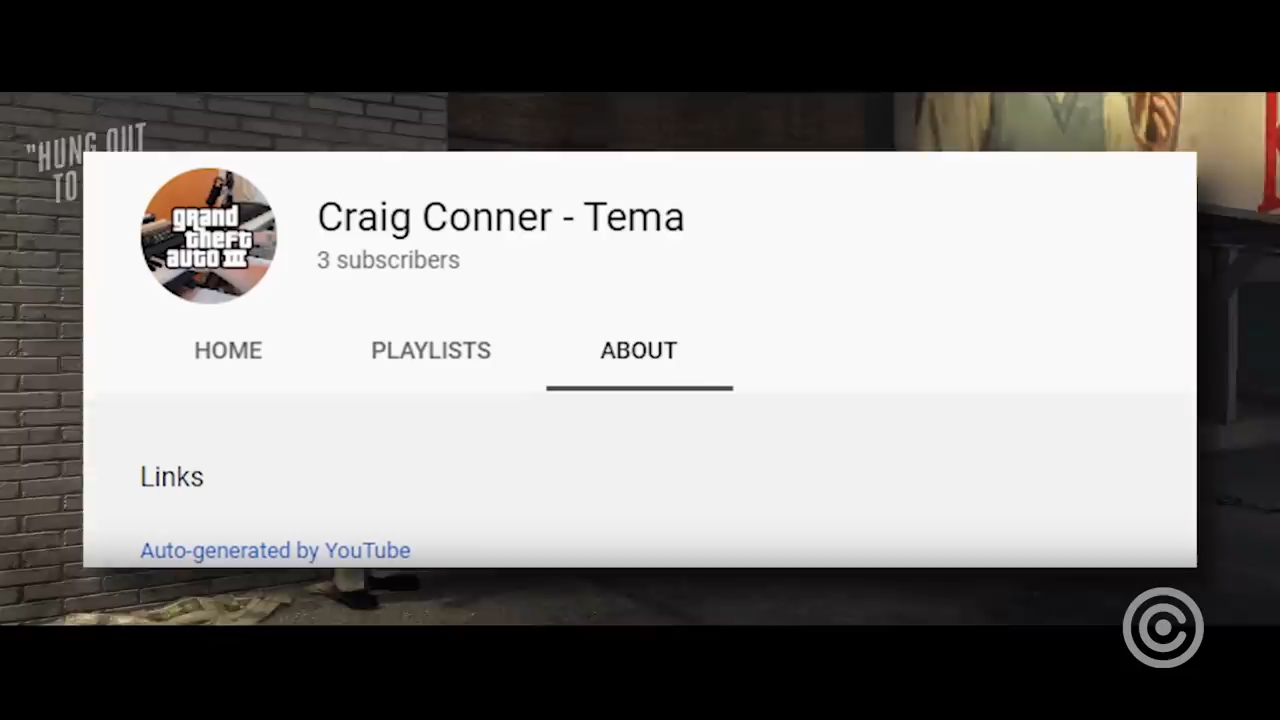 "HUNG OUT
TO
grand
theft
auto III
Craig Conner - Tema
3 subscribers
HOME
PLAYLISTS
ABOUT
Links
Auto-generated by YouTube